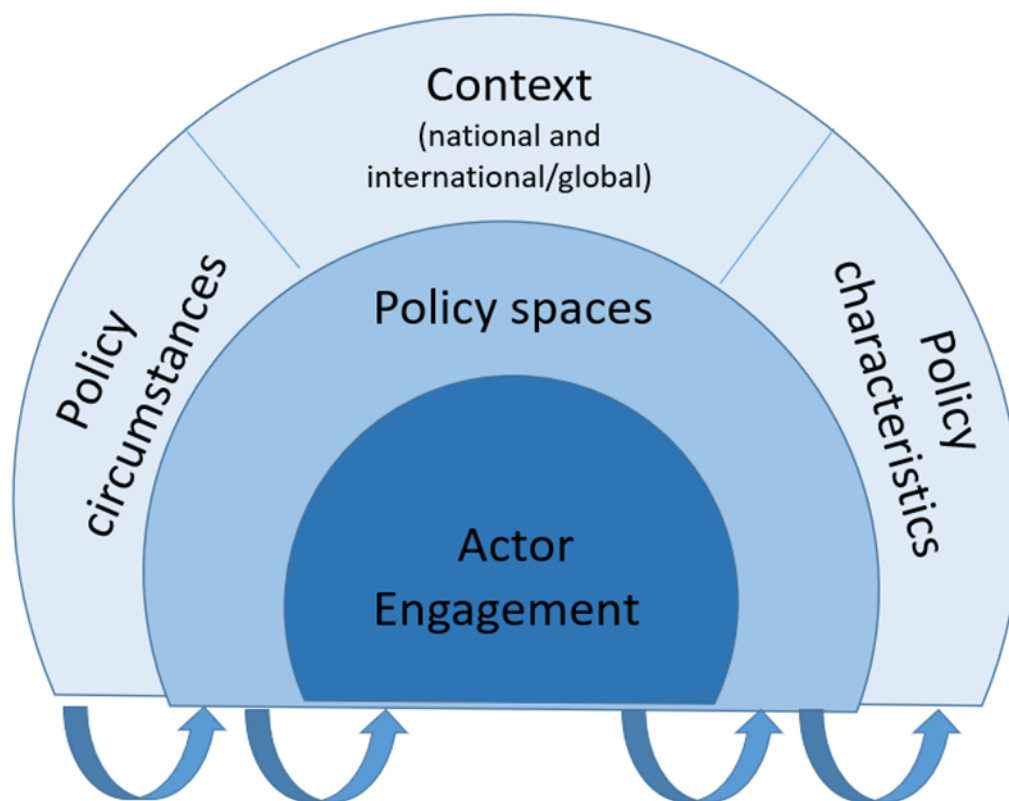 Context
(national and
international/global)
Policy
circumstances
Policy spaces
Policy
characteristics
Actor
Engagement